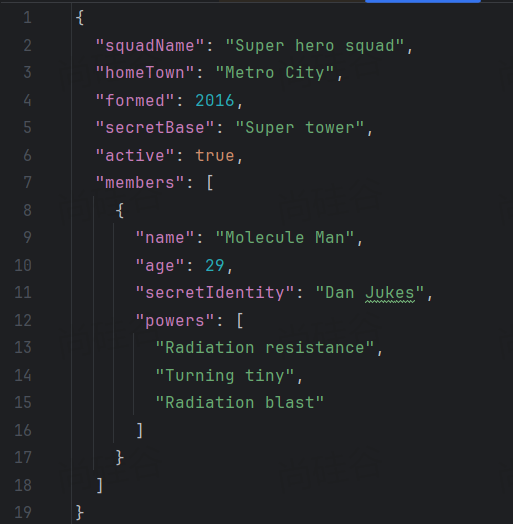 1 {
2 "squadName": "Super hero squad",
3 "homeTown": "Metro City",
4 "formed": 2016,
5 "secretBase": "Super tower",
6 "active": true,
7 "members": [
8 {
9 "name": "Molecule Man",
10 "age": 29,
11 "secretIdentity": "Dan Jukes",
12 "powers": [
13 "Radiation resistance",
14 "Turning tiny",
15 "Radiation blast"
16 ]
17 }
18 ]
19 }